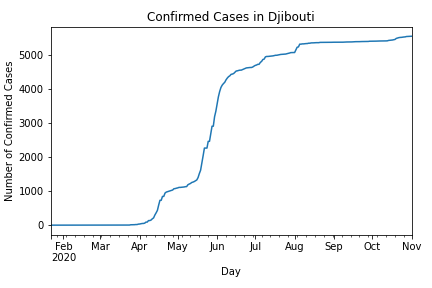 Confirmed Cases in Djibouti
Number of Confirmed Cases
5000
4000
3000
2000
1000
0
Feb Mar Apr May Jun Jul Aug Sep Oct Nov
2020
Day